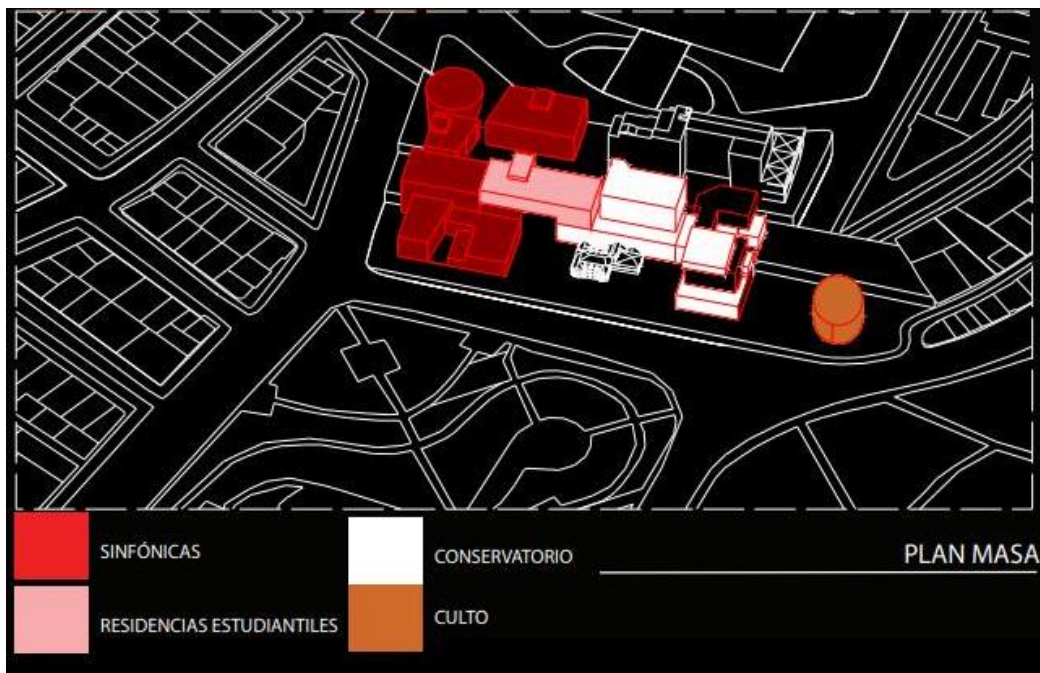 SINFÓNICAS
RESIDENCIAS ESTUDIANTILES
CONSERVATORIO
CULTO
PLAN MASA